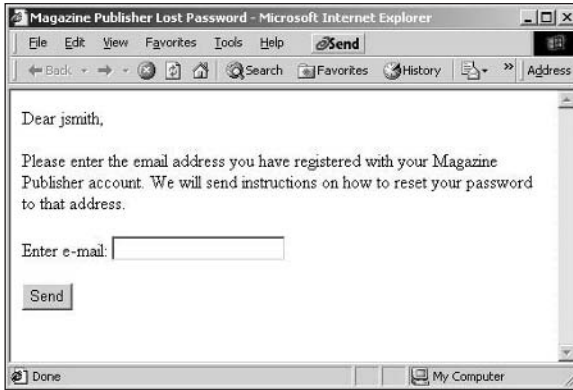 Magazine Publisher Lost Password - Microsoft Internet Explorer
File Edit View Favorites Tools Help Send
Back Search Favorites History » Address
Dear jsmith,
Please enter the email address you have registered with your Magazine
Publisher account. We will send instructions on how to reset your password
to that address.
Enter e-mail:
Send
Done My Computer